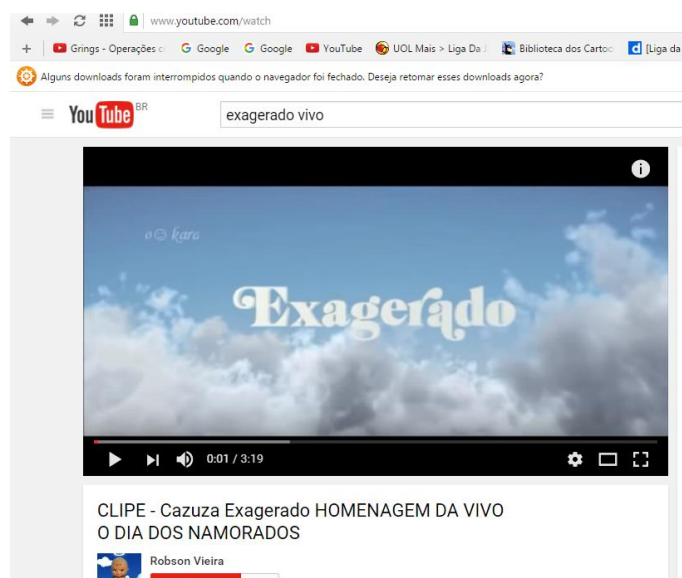 www.youtube.com/watch
Grings - Operações c
Google
Google
YouTube
UOL Mais > Liga Da J
Biblioteca dos Cartoo
[Liga da
Alguns downloads foram interrompidos quando o navegador foi fechado. Deseja retomar esses downloads agora?
YouTube BR
exagerado vivo
kara
Exagerado
0:01 / 3:19
CLIPE - Cazuza Exagerado HOMENAGEM DA VIVO
O DIA DOS NAMORADOS
Robson Vieira